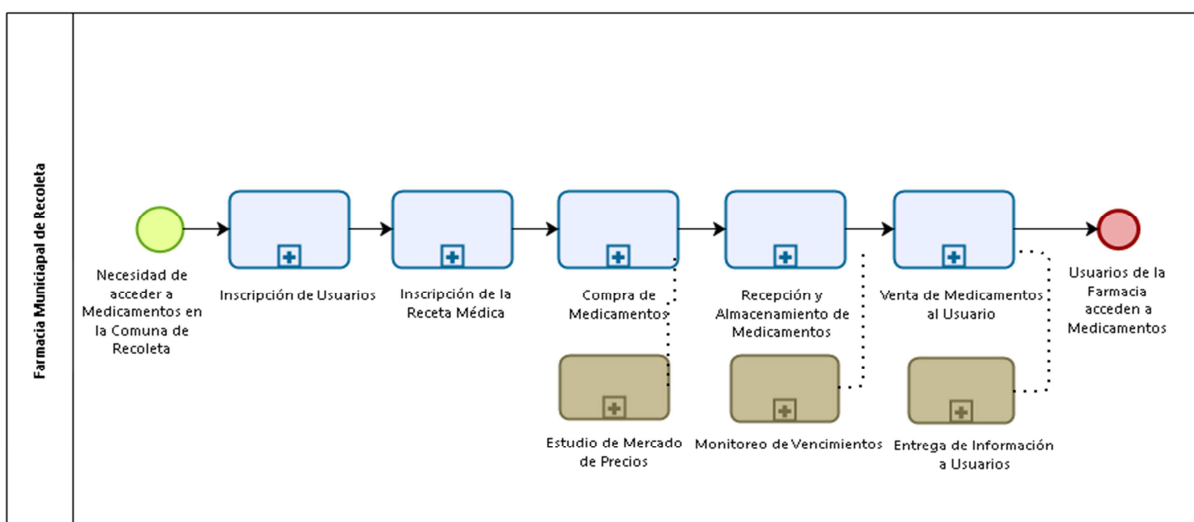 Farmacia Municiapal de Recoleta
Necesidad de
acceder a
Medicamentos en
la Comuna de
Recoleta
Inscripción de Usuarios
Inscripción de la
Receta Médica
Compra de
Medicamentos
Recepción y
Almacenamiento de
Medicamentos
Venta de Medicamentos
al Usuario
Usuarios de la
Farmacia
acceden a
Medicamentos
Estudio de Mercado
de Precios
Monitoreo de Vencimientos
Entrega de Información
a Usuarios